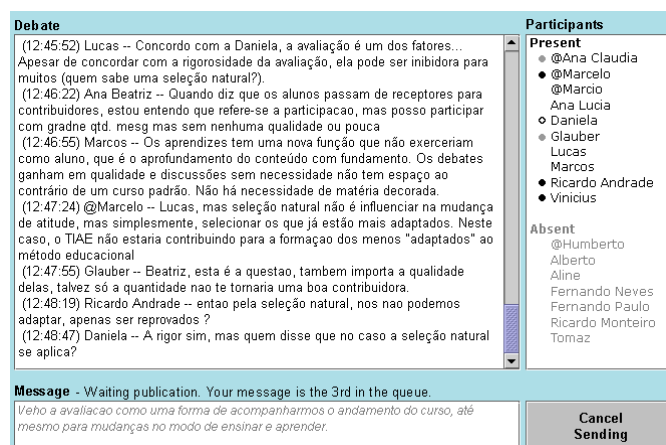 Debate
(12:45:52) Lucas -- Concordo com a Daniela, a avaliação é um dos fatores...
Apesar de concordar com a rigorosidade da avaliação, ela pode ser inibidora para
muitos (quem sabe uma seleção natural?).
(12:46:22) Ana Beatriz -- Quando diz que os alunos passam de receptores para
contribuidores, estou entendo que refere-se a participacao, mas posso participar
com gradne qtd. mesg mas sem nenhuma qualidade ou pouca
(12:46:55) Marcos -- Os aprendizes tem uma nova função que não exerceriam
como aluno, que é o aprofundamento do conteúdo com fundamento. Os debates
ganham em qualidade e discussões sem necessidade não tem espaço ao
contrário de um curso padrão. Não há necessidade de matéria decorada.
(12:47:24) @Marcelo -- Lucas, mas seleção natural não é influenciar na mudança
de atitude, mas simplesmente, selecionar os que já estão mais adaptados. Neste
caso, o TIAE não estaria contribuindo para a formaçao dos menos "adaptados" ao
método educacional
(12:47:55) Glauber -- Beatriz, esta é a questao, tambem importa a qualidade
delas, talvez só a quantidade nao te tornaria uma boa contribuidora.
(12:48:19) Ricardo Andrade -- entao pela seleção natural, nos nao podemos
adaptar, apenas ser reprovados ?
(12:48:47) Daniela -- A rigor sim, mas quem disse que no caso a seleção natural
se aplica?
Participants
Present
@Ana Claudia
@Marcelo
@Marcio
Ana Lucia
Daniela
Glauber
Lucas
Marcos
Ricardo Andrade
Vinicius
Absent
@Humberto
Alberto
Aline
Fernando Neves
Fernando Paulo
Ricardo Monteiro
Tomaz
Message - Waiting publication. Your message is the 3rd in the queue.
Veho a avaliacao como uma forma de acompanharmos o andamento do curso, até
mesmo para mudanças no modo de ensinar e aprender.
Cancel
Sending